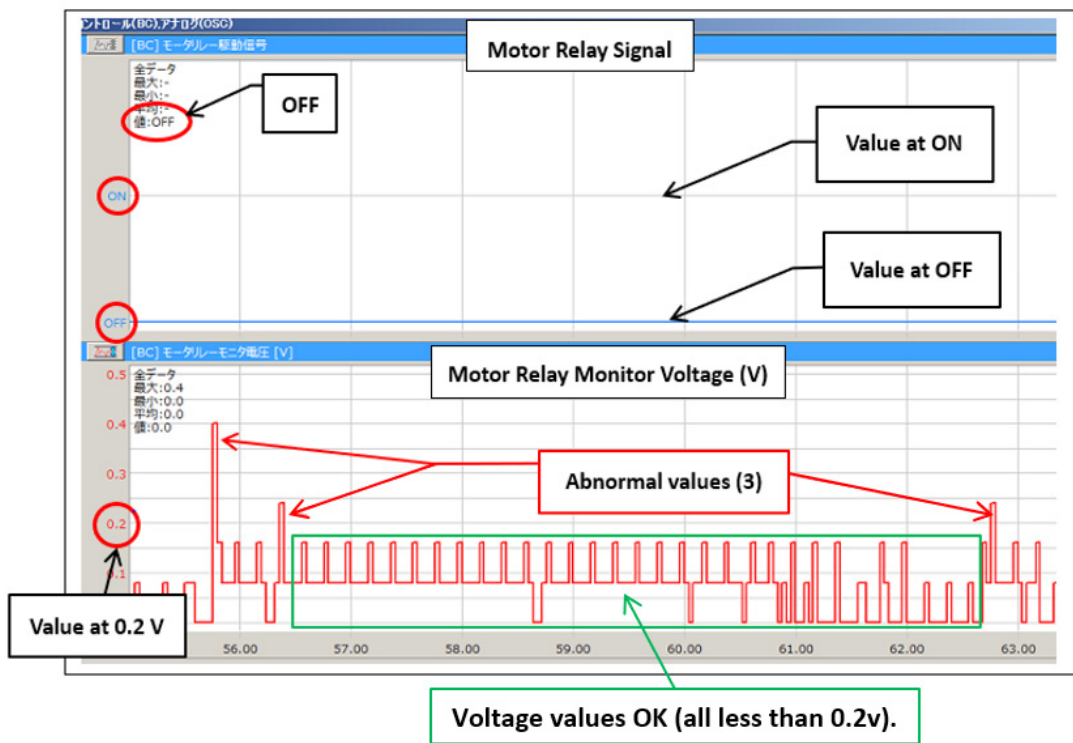 ントロール(BC),アナログ(OSC)
[BC] モータリレー駆動信号
Motor Relay Signal
全データ
最大:-
最小:-
平均:-
値:OFF
OFF
Value at ON
ON
Value at OFF
OFF
[BC] モータリレーモニタ電圧 [V]
Motor Relay Monitor Voltage (V)
0.5
全データ
最大:0.4
最小:0.0
平均:0.0
値:0.0
0.4
0.3
Abnormal values (3)
0.2
0.1
Value at 0.2 V
56.00 57.00 58.00 59.00 60.00 61.00 62.00 63.00
Voltage values OK (all less than 0.2v).